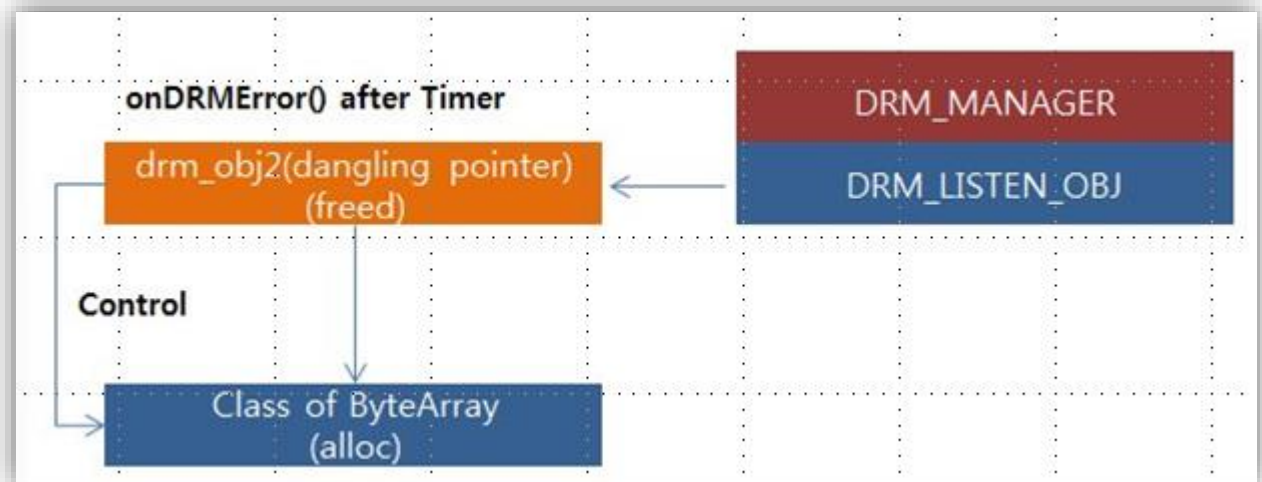 onDRMError() after Timer
drm_obj2(dangling pointer)
(freed)
DRM_MANAGER
DRM_LISTEN_OBJ
Control
Class of ByteArray
(alloc)